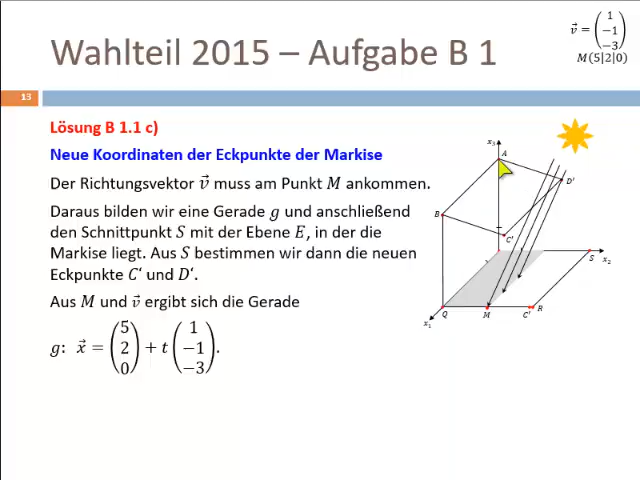 Wahlteil 2015 – Aufgabe B 1
v⃗ = (1 −1 −3)
M(5|2|0)
13
Lösung B 1.1 c)
Neue Koordinaten der Eckpunkte der Markise
Der Richtungsvektor v⃗ muss am Punkt M ankommen.
Daraus bilden wir eine Gerade g und anschließend
den Schnittpunkt S mit der Ebene E, in der die
Markise liegt. Aus S bestimmen wir dann die neuen
Eckpunkte C‘ und D‘.
Aus M und v⃗ ergibt sich die Gerade
g: x⃗ = (5 2 0) + t (1 −1 −3).
x₃
A
D'
B
C'
S
x₂
Q
M
C'
R
x₁